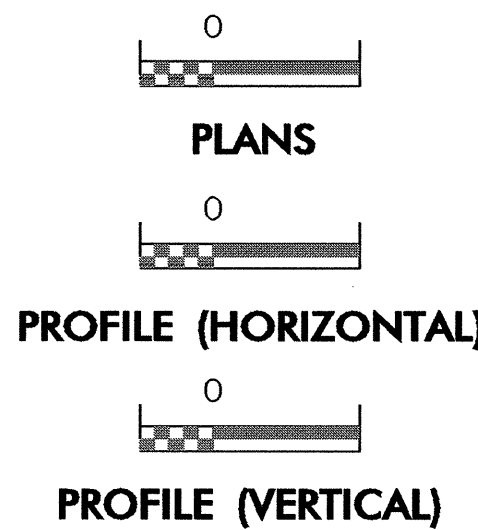 0
PLANS
0
PROFILE (HORIZONTAL)
0
PROFILE (VERTICAL)